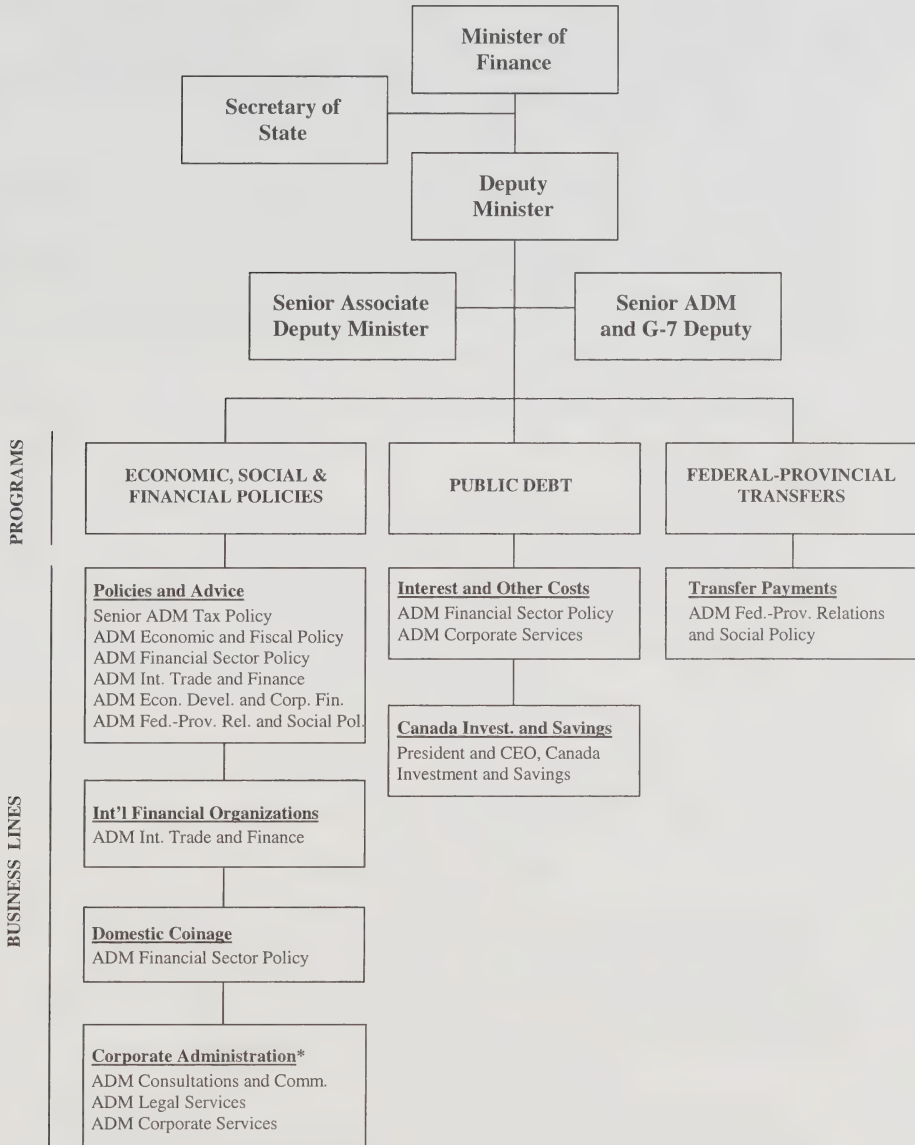 Minister of
Finance
Secretary of
State
Deputy
Minister
Senior Associate
Deputy Minister
Senior ADM
and G-7 Deputy
PROGRAMS
ECONOMIC, SOCIAL &
FINANCIAL POLICIES
PUBLIC DEBT
FEDERAL-PROVINCIAL
TRANSFERS
BUSINESS LINES
Policies and Advice
Senior ADM Tax Policy
ADM Economic and Fiscal Policy
ADM Financial Sector Policy
ADM Int. Trade and Finance
ADM Econ. Devel. and Corp. Fin.
ADM Fed.-Prov. Rel. and Social Pol.
Int'l Financial Organizations
ADM Int. Trade and Finance
Domestic Coinage
ADM Financial Sector Policy
Corporate Administration*
ADM Consultations and Comm.
ADM Legal Services
ADM Corporate Services
Interest and Other Costs
ADM Financial Sector Policy
ADM Corporate Services
Canada Invest. and Savings
President and CEO, Canada
Investment and Savings
Transfer Payments
ADM Fed.-Prov. Relations
and Social Policy